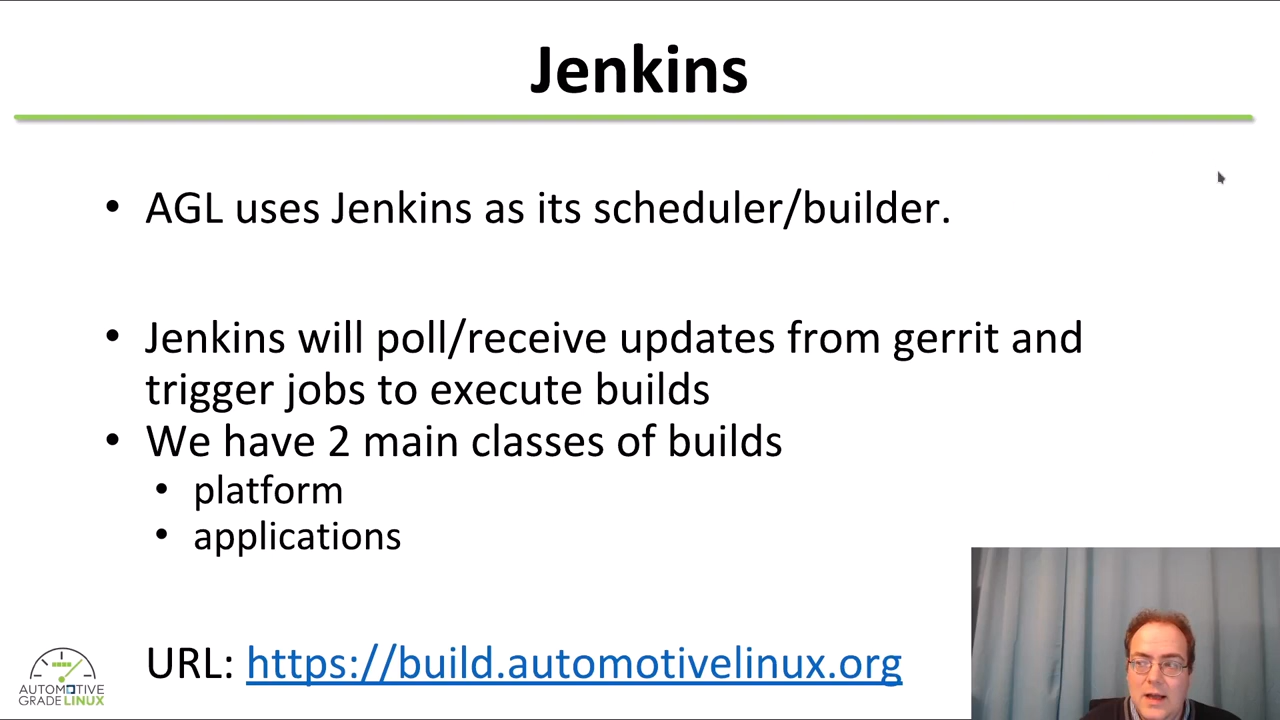 Jenkins
• AGL uses Jenkins as its scheduler/builder.
• Jenkins will poll/receive updates from gerrit and
trigger jobs to execute builds
• We have 2 main classes of builds
• platform
• applications
URL: https://build.automotivelinux.org
AUTOMOTIVE
GRADE LINUX